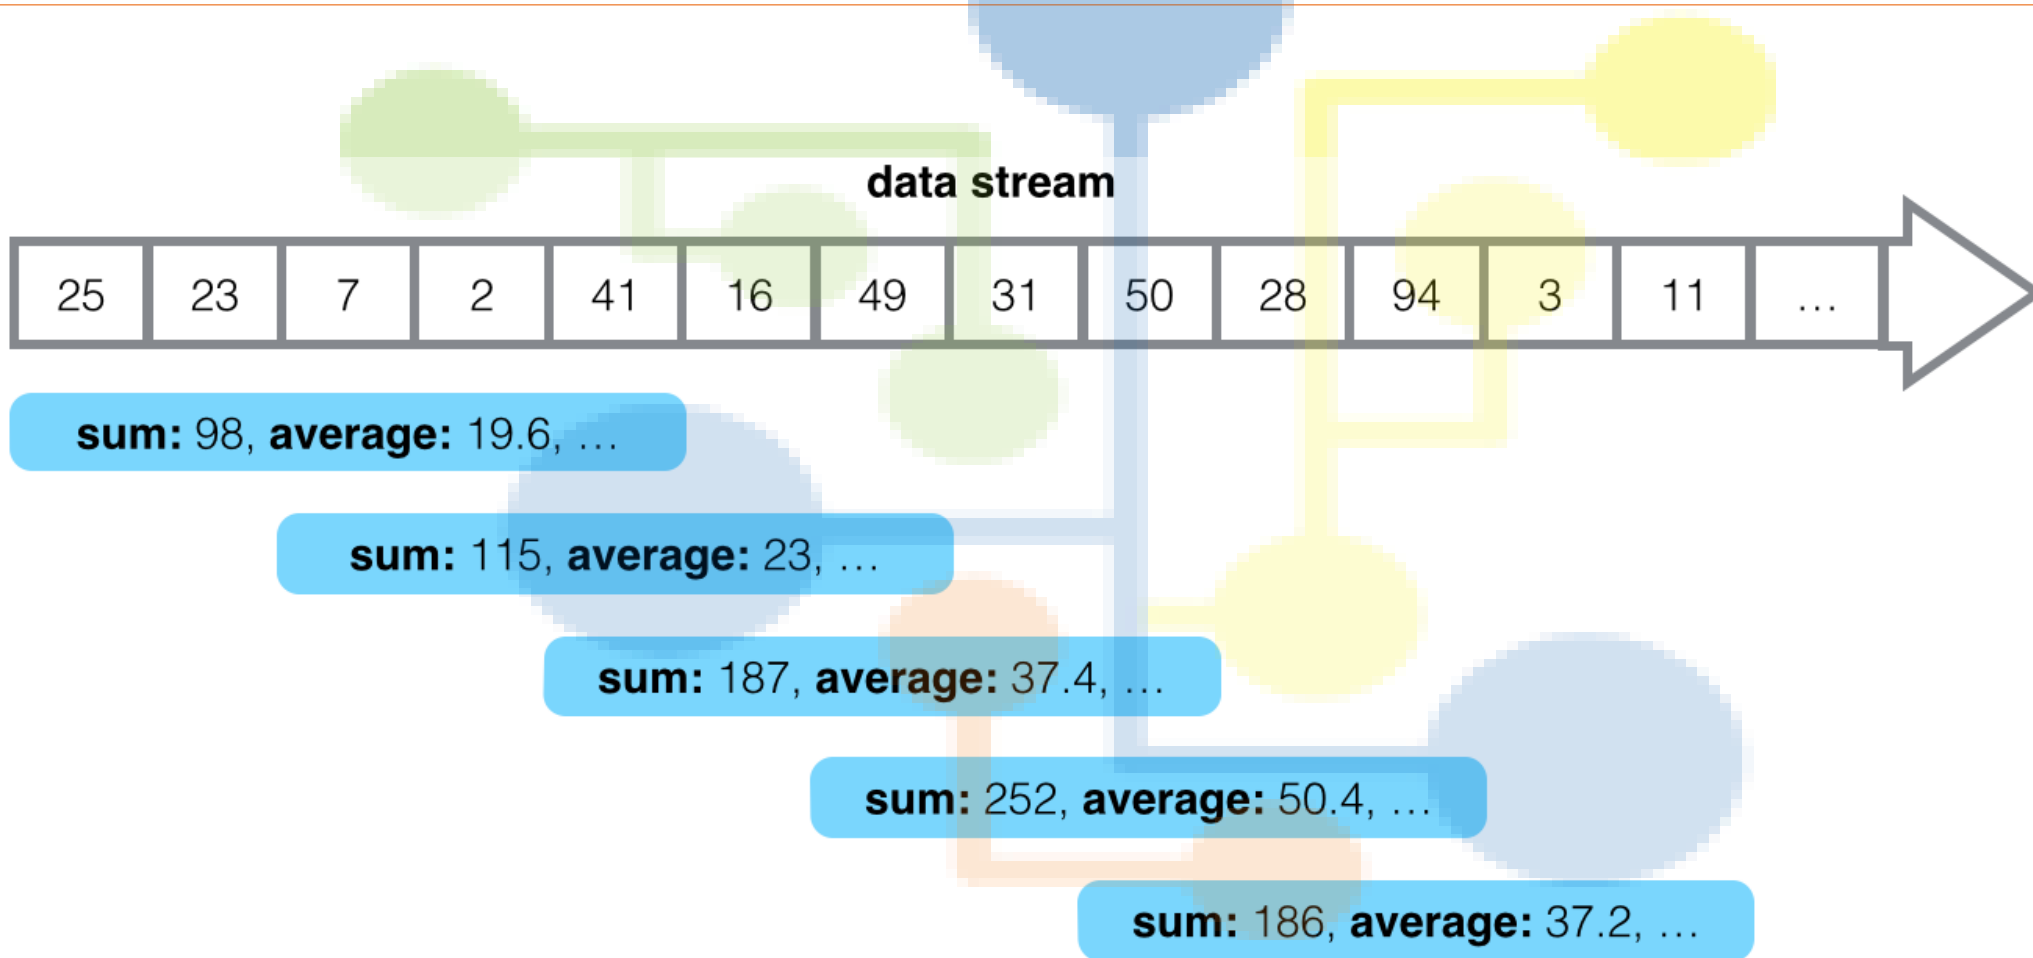 data stream
25 23 7 2 41 16 49 31 50 28 94 3 11 ...
sum: 98, average: 19.6, ...
sum: 115, average: 23, ...
sum: 187, average: 37.4, ...
sum: 252, average: 50.4, ...
sum: 186, average: 37.2, ...